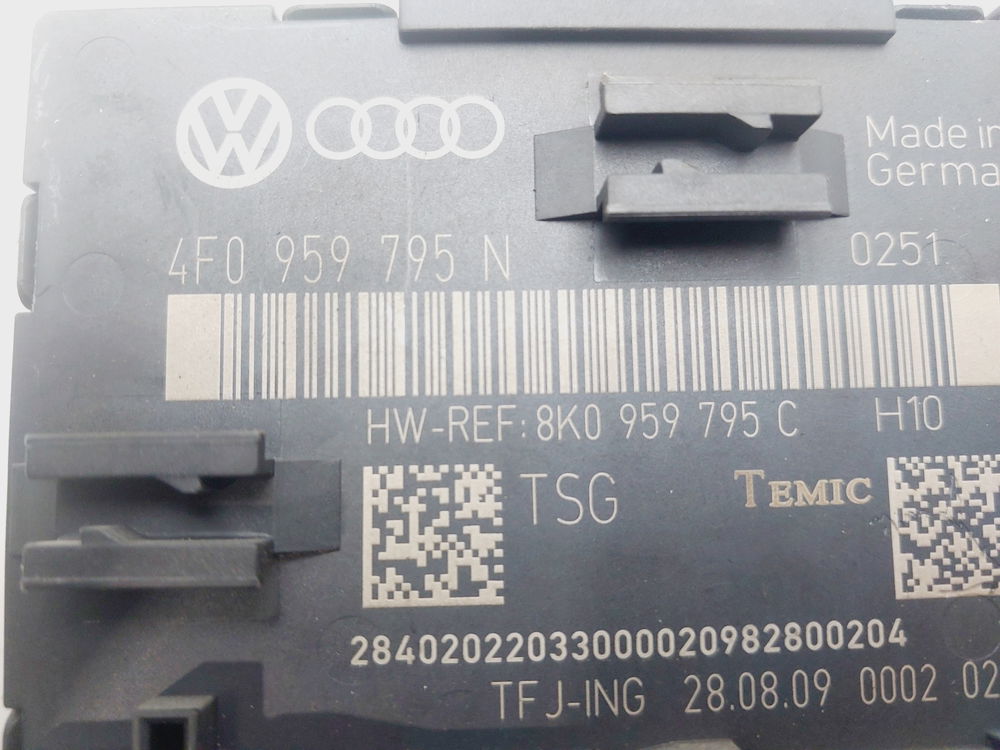 Made in
Germa
4F0 959 795 N
0251
HW-REF: 8K0 959 795 C H10
TSG
TEMIC
28402022033000020982800204
TFJ-ING 28.08.09 0002 02